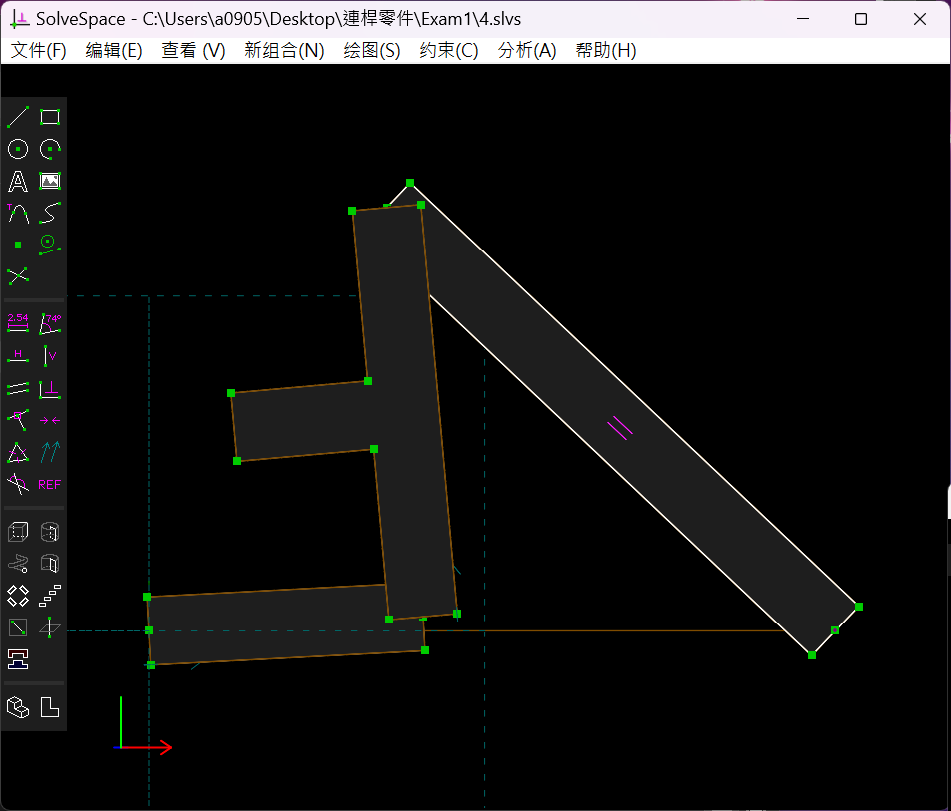 SolveSpace - C:\Users\a0905\Desktop\連桿零件\Exam1\4.slvs
文件(F) 编辑(E) 查看 (V) 新组合(N) 绘图(S) 约束(C) 分析(A) 帮助(H)
A
T
2.54 74º
H V
REF